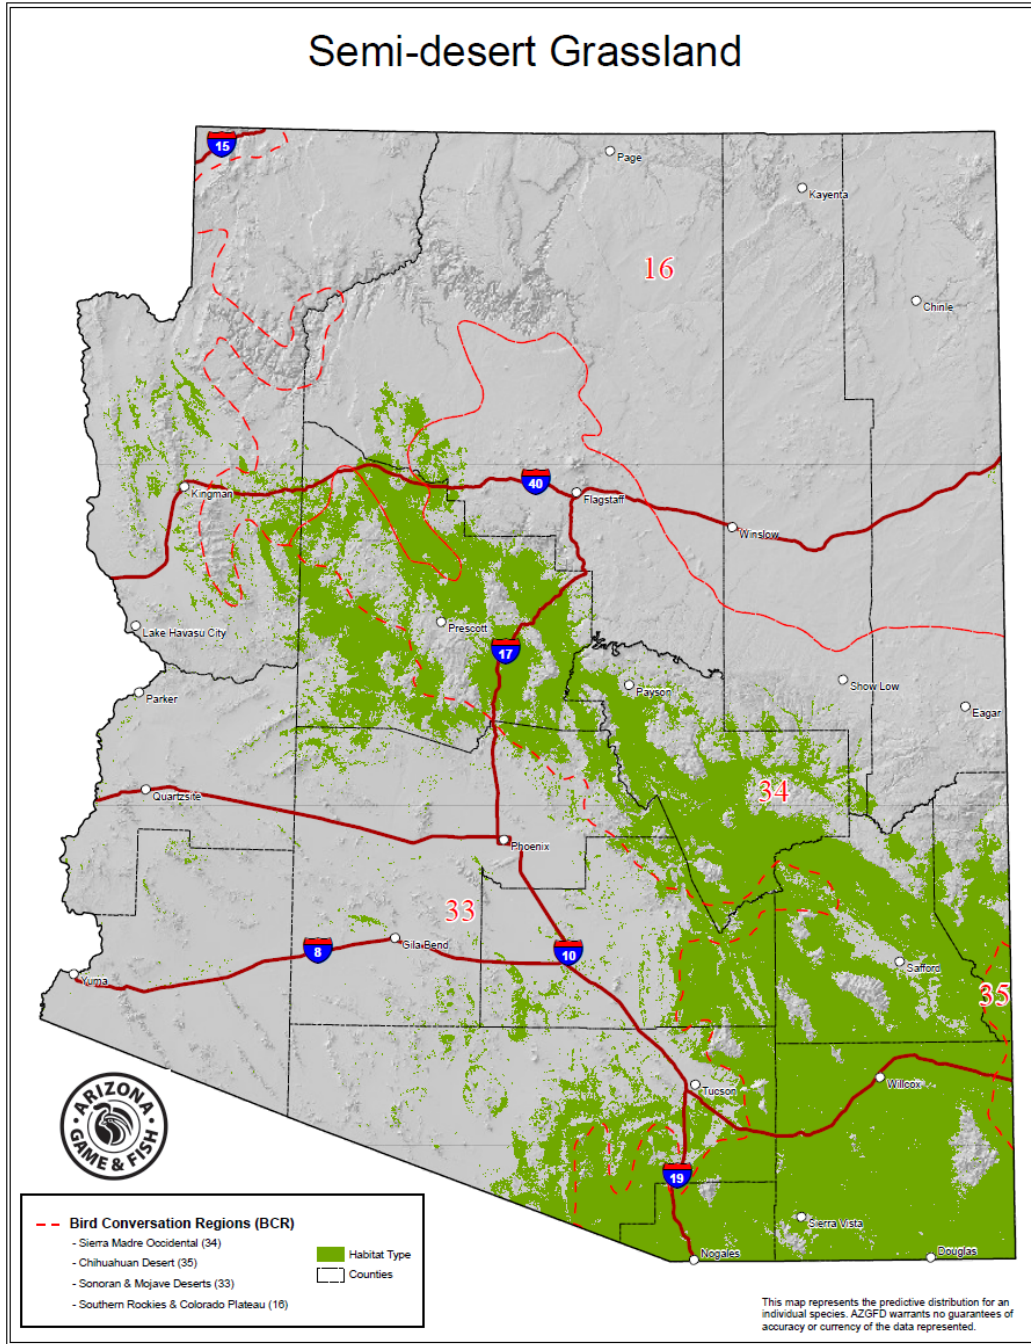 Semi-desert Grassland
15
Page
Kayenta
16
Chinle
Kingman
40
Flagstaff
Winslow
Lake Havasu City
Prescott
17
Parker
Payson
Show Low
Eagar
Quartzsite
34
Phoenix
33
Gila Bend
8
10
Safford
Yuma
35
Tucson
Willcox
ARIZONA
GAME & FISH
19
Sierra Vista
Nogales
Douglas
Bird Conversation Regions (BCR)
- Sierra Madre Occidental (34)
- Chihuahuan Desert (35)
- Sonoran & Mojave Deserts (33)
- Southern Rookies & Colorado Plateau (16)
Habitat Type
Counties
This map represents the predictive distribution for an
individual species. AZGFD warrants no guarantees of
accuracy or currency of the data represented.